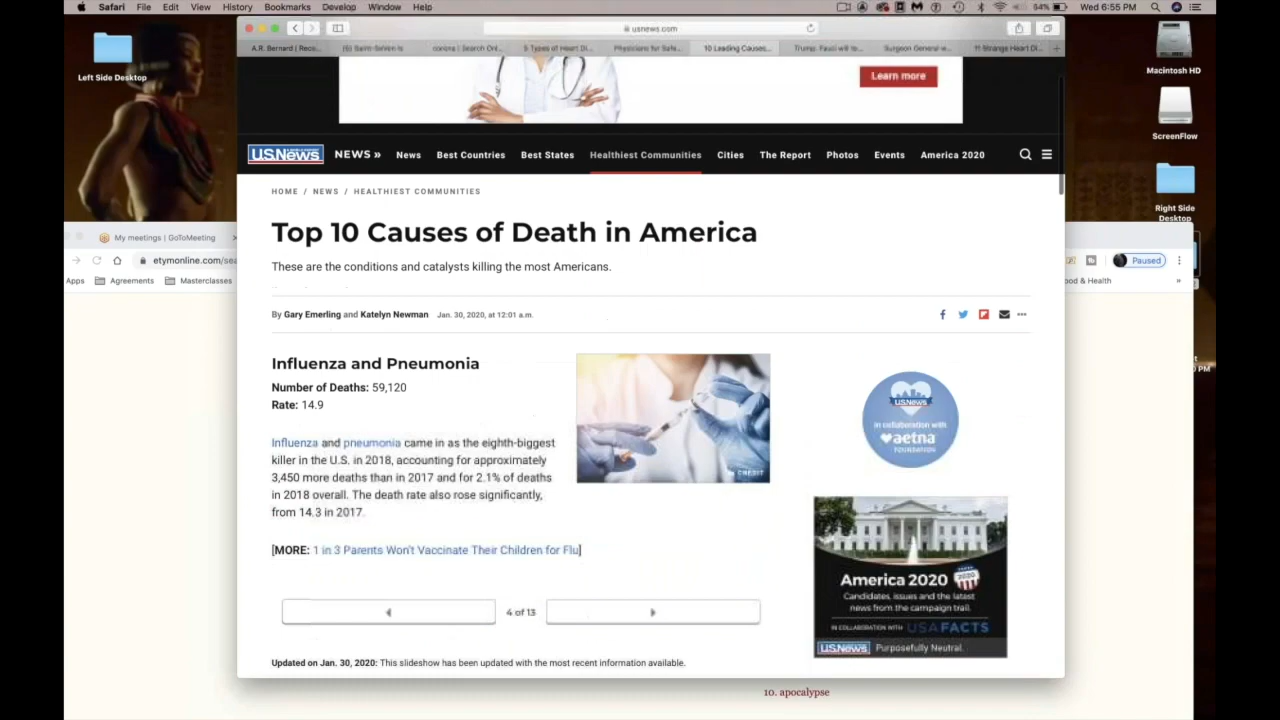 Safari File Edit View History Bookmarks Develop Window Help
94% Wed 6:55 PM
Left Side Desktop
Macintosh HD
ScreenFlow
Right Side
Desktop
usnews.com
A.R. Bernard | Reco...
corona | Search Onl...
5 Types of Heart Di...
Physicians for Safe...
10 Leading Causes...
Trump, Fauci will te...
Surgeon General w...
11 Strange Heart Di...
Learn more
U.S.News NEWS » News Best Countries Best States Healthiest Communities Cities The Report Photos Events America 2020
HOME / NEWS / HEALTHIEST COMMUNITIES
Top 10 Causes of Death in America
These are the conditions and catalysts killing the most Americans.
By Gary Emerling and Katelyn Newman Jan. 30, 2020, at 12:01 a.m.
Influenza and Pneumonia
Number of Deaths: 59,120
Rate: 14.9
Influenza and pneumonia came in as the eighth-biggest
killer in the U.S. in 2018, accounting for approximately
3,450 more deaths than in 2017 and for 2.1% of deaths
in 2018 overall. The death rate also rose significantly,
from 14.3 in 2017.
[MORE: 1 in 3 Parents Won't Vaccinate Their Children for Flu]
CREDIT
4 of 13
Updated on Jan. 30, 2020: This slideshow has been updated with the most recent information available.
U.S.News
in collaboration with
aetna
FOUNDATION
America 2020
2020
Candidates, issues and the latest
news from the campaign trail.
IN COLLABORATION WITH USAFACTS
U.S.News Purposefully Neutral.
My meetings | GoToMeeting
etymonline.com/sea
Paused
Apps Agreements Masterclasses
ood & Health
PM
10. apocalypse